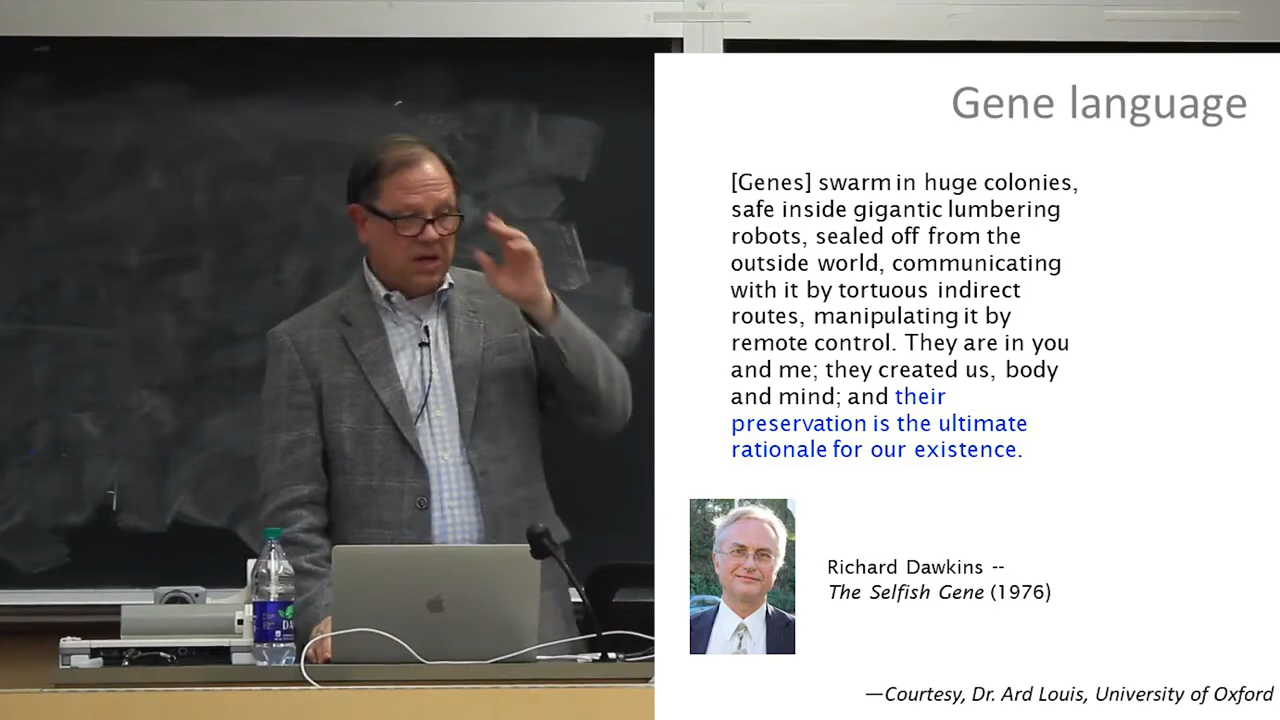 Gene language
[Genes] swarm in huge colonies,
safe inside gigantic lumbering
robots, sealed off from the
outside world, communicating
with it by tortuous indirect
routes, manipulating it by
remote control. They are in you
and me; they created us, body
and mind; and their
preservation is the ultimate
rationale for our existence.
Richard Dawkins --
The Selfish Gene (1976)
—Courtesy, Dr. Ard Louis, University of Oxford